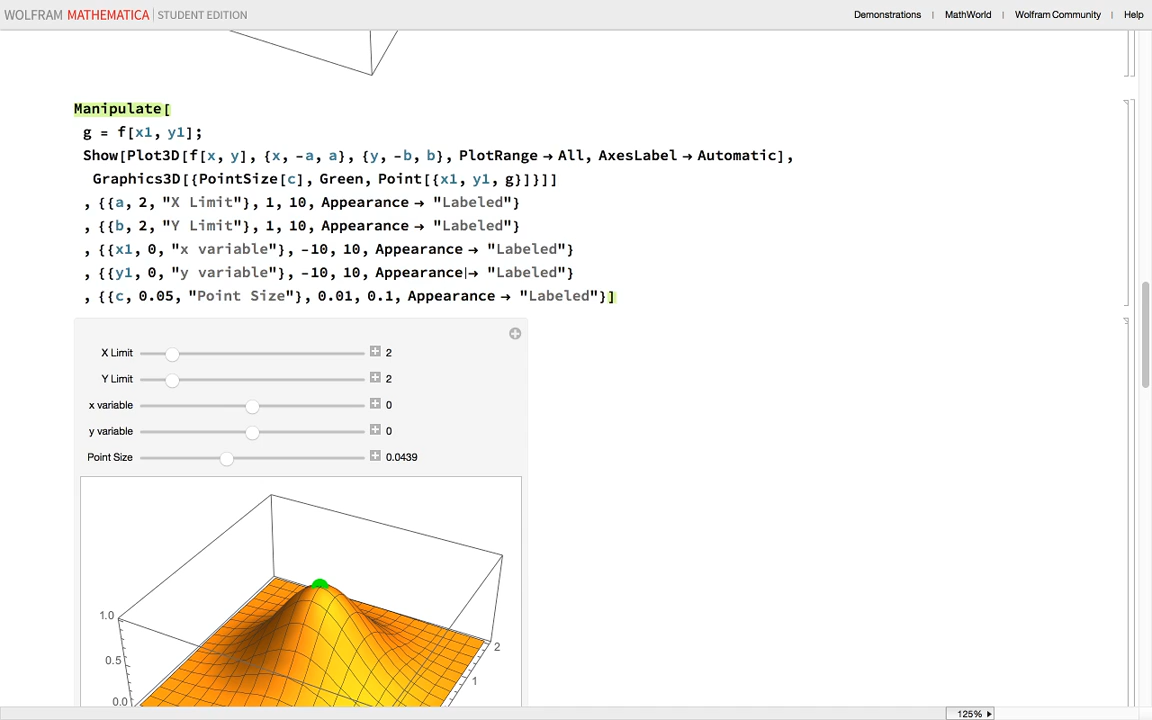 WOLFRAM MATHEMATICA | STUDENT EDITION
Demonstrations | MathWorld | Wolfram Community | Help
Manipulate[
g = f[x1, y1];
Show[Plot3D[f[x, y], {x, -a, a}, {y, -b, b}, PlotRange → All, AxesLabel → Automatic],
Graphics3D[{PointSize[c], Green, Point[{x1, y1, g}]}]]
, {{a, 2, "X Limit"}, 1, 10, Appearance → "Labeled"}
, {{b, 2, "Y Limit"}, 1, 10, Appearance → "Labeled"}
, {{x1, 0, "x variable"}, -10, 10, Appearance → "Labeled"}
, {{y1, 0, "y variable"}, -10, 10, Appearance → "Labeled"}
, {{c, 0.05, "Point Size"}, 0.01, 0.1, Appearance → "Labeled"}]
X Limit 2
Y Limit 2
x variable 0
y variable 0
Point Size 0.0439
1.0
0.5
0.0
2
1
125%